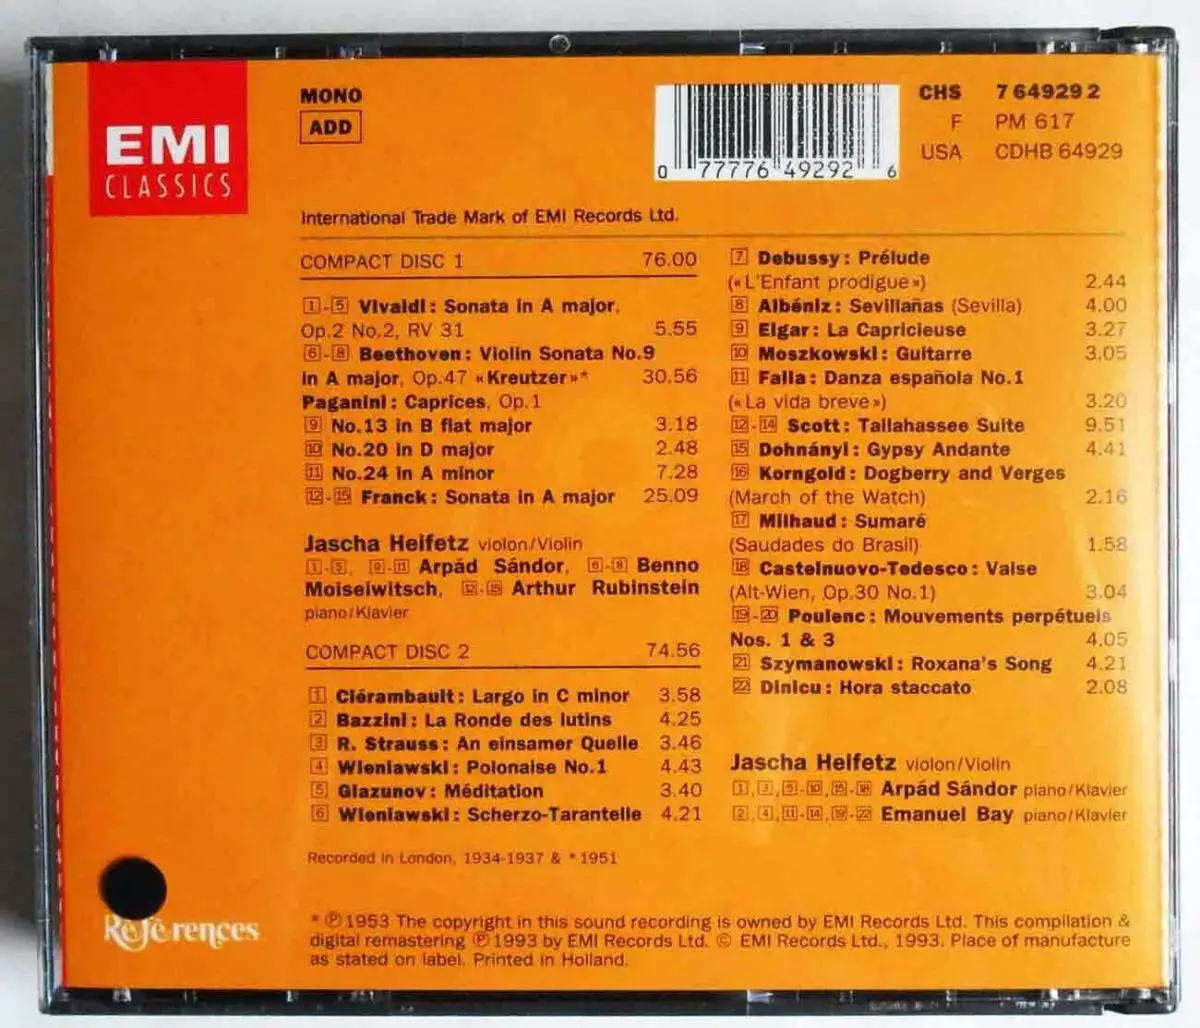 EMI
CLASSICS
MONO
ADD
0 77776 49292 6
CHS 7 64929 2
F PM 617
USA CDHB 64929
International Trade Mark of EMI Records Ltd.
COMPACT DISC 1 76.00
1-5 Vivaldi: Sonata in A major,
Op.2 No.2, RV 31 5.55
6-8 Beethoven: Violin Sonata No.9
in A major, Op.47 «Kreutzer»* 30.56
Paganini: Caprices, Op.1
9 No.13 in B flat major 3.18
10 No.20 in D major 2.48
11 No.24 in A minor 7.28
12-15 Franck: Sonata in A major 25.09
Jascha Heifetz violon/Violin
1-5, 9-11 Arpád Sándor, 6-8 Benno
Moiseiwitsch, 12-15 Arthur Rubinstein
piano/Klavier
COMPACT DISC 2 74.56
1 Clérambault: Largo in C minor 3.58
2 Bazzini: La Ronde des lutins 4.25
3 R. Strauss: An einsamer Quelle 3.46
4 Wieniawski: Polonaise No.1 4.43
5 Glazunov: Méditation 3.40
6 Wieniawski: Scherzo-Tarantelle 4.21
Recorded in London, 1934-1937 & *1951
7 Debussy: Prélude
(«L'Enfant prodigue») 2.44
8 Albéniz: Sevillañas (Sevilla) 4.00
9 Elgar: La Capricieuse 3.27
10 Moszkowski: Guitarre 3.05
11 Falla: Danza española No.1
(«La vida breve») 3.20
12-14 Scott: Tallahassee Suite 9.51
15 Dohnányi: Gypsy Andante 4.41
16 Korngold: Dogberry and Verges
(March of the Watch) 2.16
17 Milhaud: Sumaré
(Saudades do Brasil) 1.58
18 Castelnuovo-Tedesco: Valse
(Alt-Wien, Op.30 No.1) 3.04
19-20 Poulenc: Mouvements perpétuels
Nos. 1 & 3 4.05
21 Szymanowski: Roxana's Song 4.21
22 Dinicu: Hora staccato 2.08
Jascha Heifetz violon/Violin
1, 3, 5-10, 15-18 Arpád Sándor piano/Klavier
2, 4, 11-14, 19-22 Emanuel Bay piano/Klavier
Références
* ℗ 1953 The copyright in this sound recording is owned by EMI Records Ltd. This compilation &
digital remastering ℗ 1993 by EMI Records Ltd. © EMI Records Ltd., 1993. Place of manufacture
as stated on label. Printed in Holland.